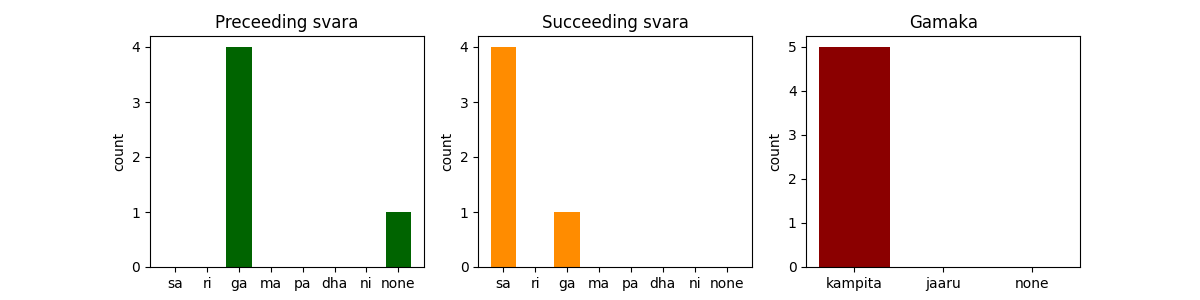 Preceeding svara
count
4
3
2
1
0
sa ri ga ma pa dha ni none
Succeeding svara
count
4
3
2
1
0
sa ri ga ma pa dha ni none
Gamaka
count
5
4
3
2
1
0
kampita jaaru none